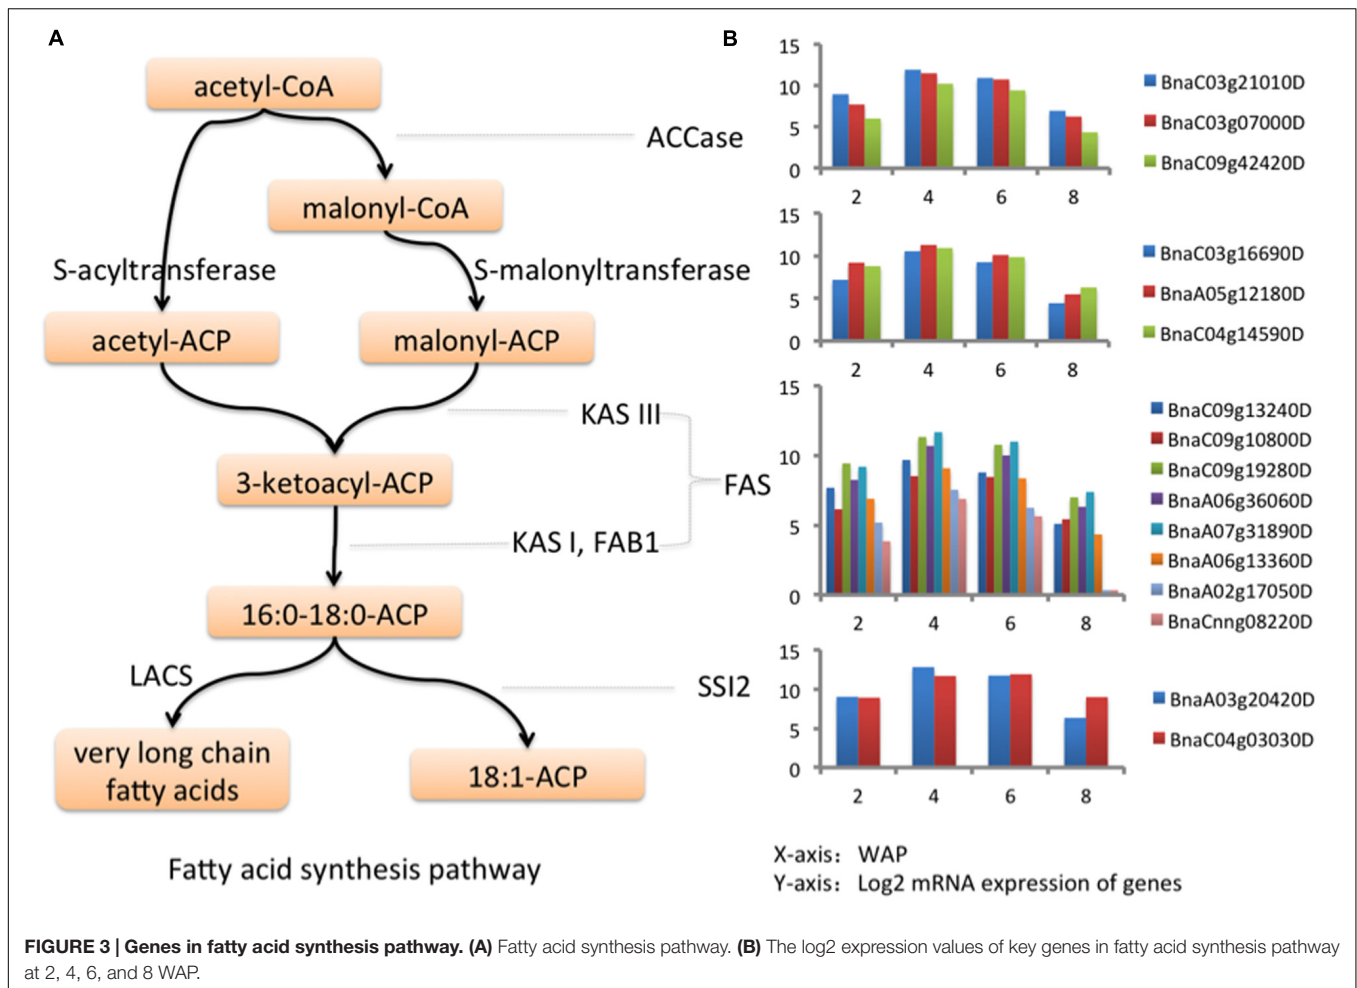 A
acetyl-CoA
ACCase
malonyl-CoA
S-acyltransferase
S-malonyltransferase
acetyl-ACP
malonyl-ACP
KAS III
3-ketoacyl-ACP
FAS
KAS I, FAB1
16:0-18:0-ACP
LACS
SSI2
very long chain
fatty acids
18:1-ACP
Fatty acid synthesis pathway
B
15
10
5
0
2 4 6 8
BnaC03g21010D
BnaC03g07000D
BnaC09g42420D
15
10
5
0
2 4 6 8
BnaC03g16690D
BnaA05g12180D
BnaC04g14590D
15
10
5
0
2 4 6 8
BnaC09g13240D
BnaC09g10800D
BnaC09g19280D
BnaA06g36060D
BnaA07g31890D
BnaA06g13360D
BnaA02g17050D
BnaCnng08220D
15
10
5
0
2 4 6 8
BnaA03g20420D
BnaC04g03030D
X-axis: WAP
Y-axis: Log2 mRNA expression of genes
FIGURE 3 | Genes in fatty acid synthesis pathway. (A) Fatty acid synthesis pathway. (B) The log2 expression values of key genes in fatty acid synthesis pathway
at 2, 4, 6, and 8 WAP.